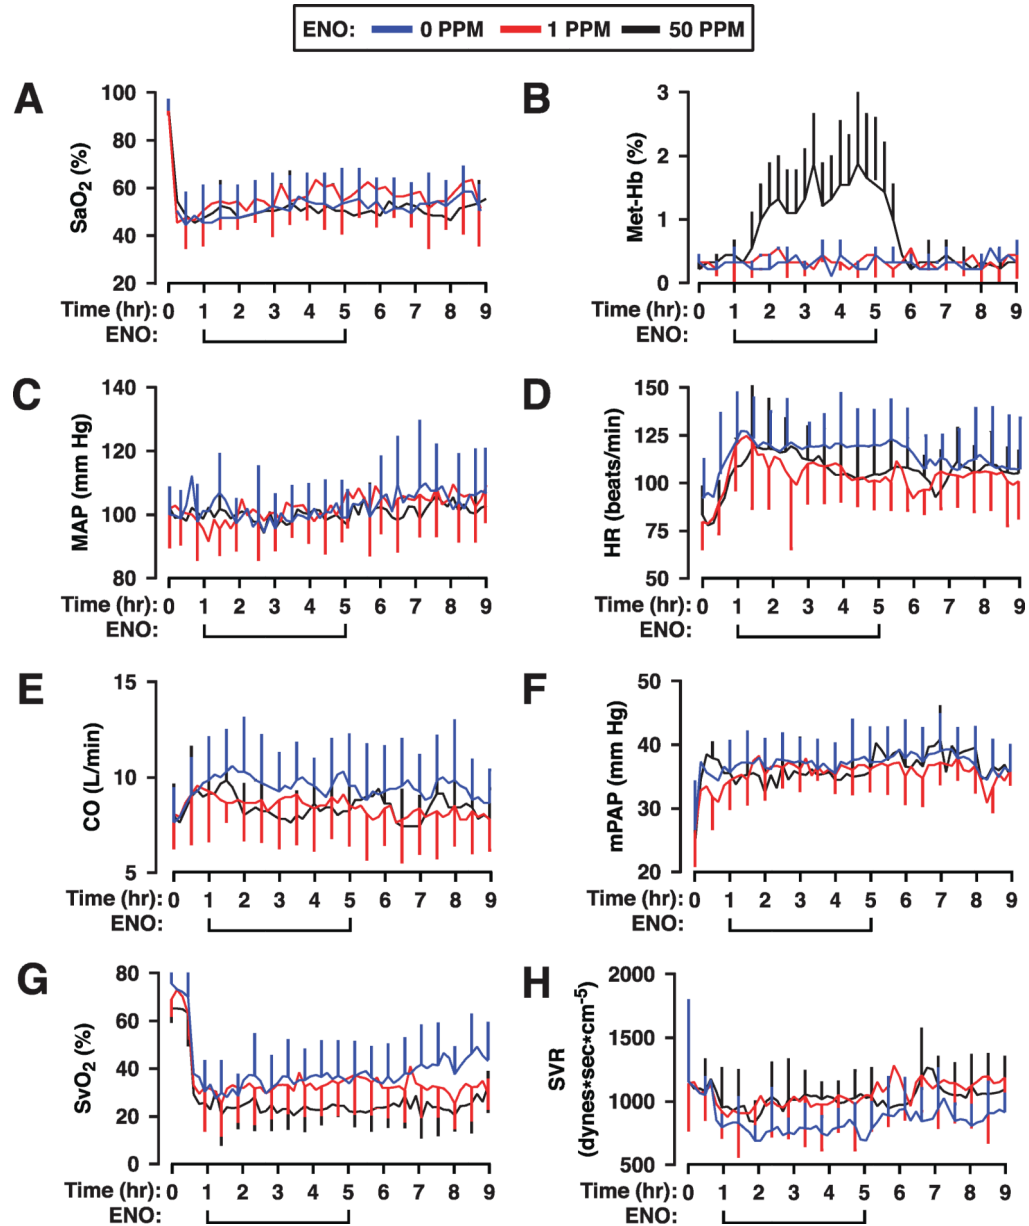 ENO: 0 PPM 1 PPM 50 PPM
A
SaO2 (%)
100
80
60
40
20
Time (hr): 0 1 2 3 4 5 6 7 8 9
ENO:
B
Met-Hb (%)
3
2
1
0
Time (hr): 0 1 2 3 4 5 6 7 8 9
ENO:
C
MAP (mm Hg)
140
120
100
80
Time (hr): 0 1 2 3 4 5 6 7 8 9
ENO:
D
HR (beats/min)
150
125
100
75
50
Time (hr): 0 1 2 3 4 5 6 7 8 9
ENO:
E
CO (L/min)
15
10
5
Time (hr): 0 1 2 3 4 5 6 7 8 9
ENO:
F
mPAP (mm Hg)
50
40
30
20
Time (hr): 0 1 2 3 4 5 6 7 8 9
ENO:
G
SvO2 (%)
80
60
40
20
0
Time (hr): 0 1 2 3 4 5 6 7 8 9
ENO:
H
SVR
(dynes*sec*cm-5)
2000
1500
1000
500
Time (hr): 0 1 2 3 4 5 6 7 8 9
ENO: